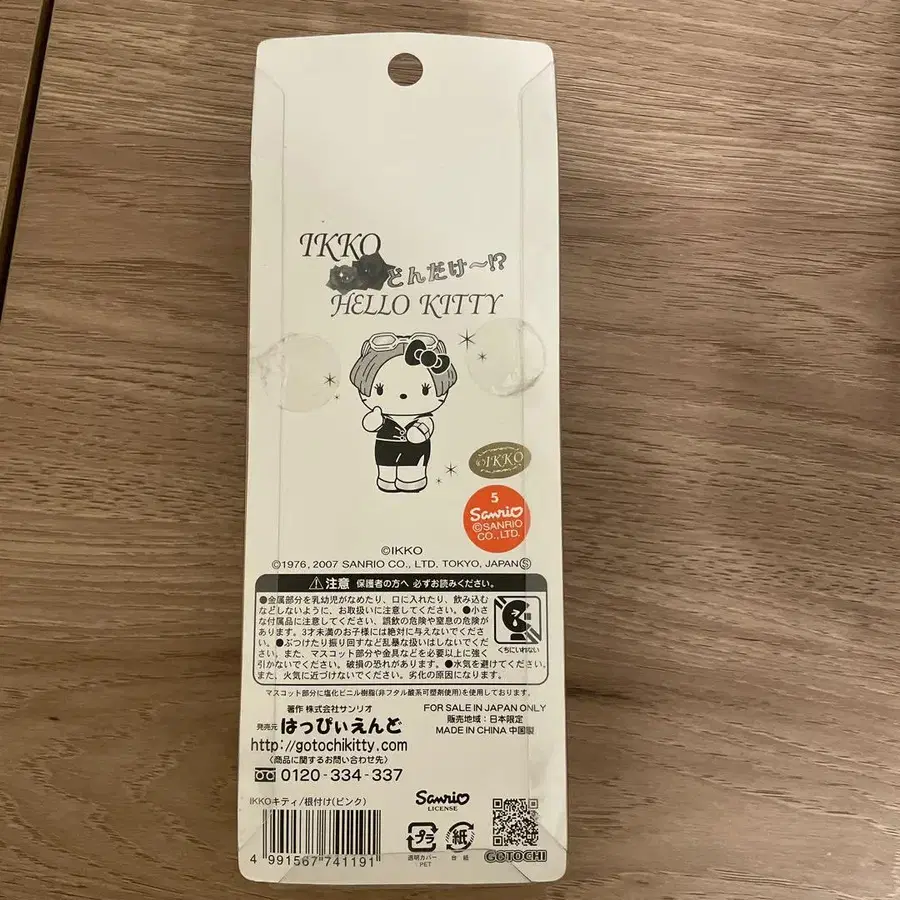 IKKO
どんだけ〜!?
HELLO KITTY
©IKKO
5
Sanrio
©SANRIO
CO.,LTD.
©IKKO
©1976, 2007 SANRIO CO., LTD. TOKYO, JAPAN Ⓢ
⚠注意 保護者の方へ 必ずお読みください。
●金属部分を乳幼児がなめたり、口に入れたり、飲み込む
などしないように、お取扱いに注意してください。●小さ
な付属品に注意してください、誤飲の危険や窒息の危険が
あります。3才未満のお子様には絶対に与えないでくださ
い。●ぶつけたり振り回すなど乱暴な扱いはしないでくだ
さい。また、マスコット部分や金具などを必要以上に強く
引かないでください。破損の恐れがあります。●水気を避けてください。
また、火気に近づけないでください。劣化の原因になります。
くちにいれない
マスコット部分に塩化ビニル樹脂(非フタル酸系可塑剤使用)を使用しております。
著作 株式会社サンリオ
発売元 はっぴぃえんど
http://gotochikitty.com
〈商品に関するお問い合わせ先〉
0120-334-337
FOR SALE IN JAPAN ONLY
販売地域:日本限定
MADE IN CHINA 中国製
IKKOキティ/根付け(ピンク)
4 991567 741191
Sanrio
LICENSE
プラ
透明カバー
:PET
紙
台 紙
GOTOCHI